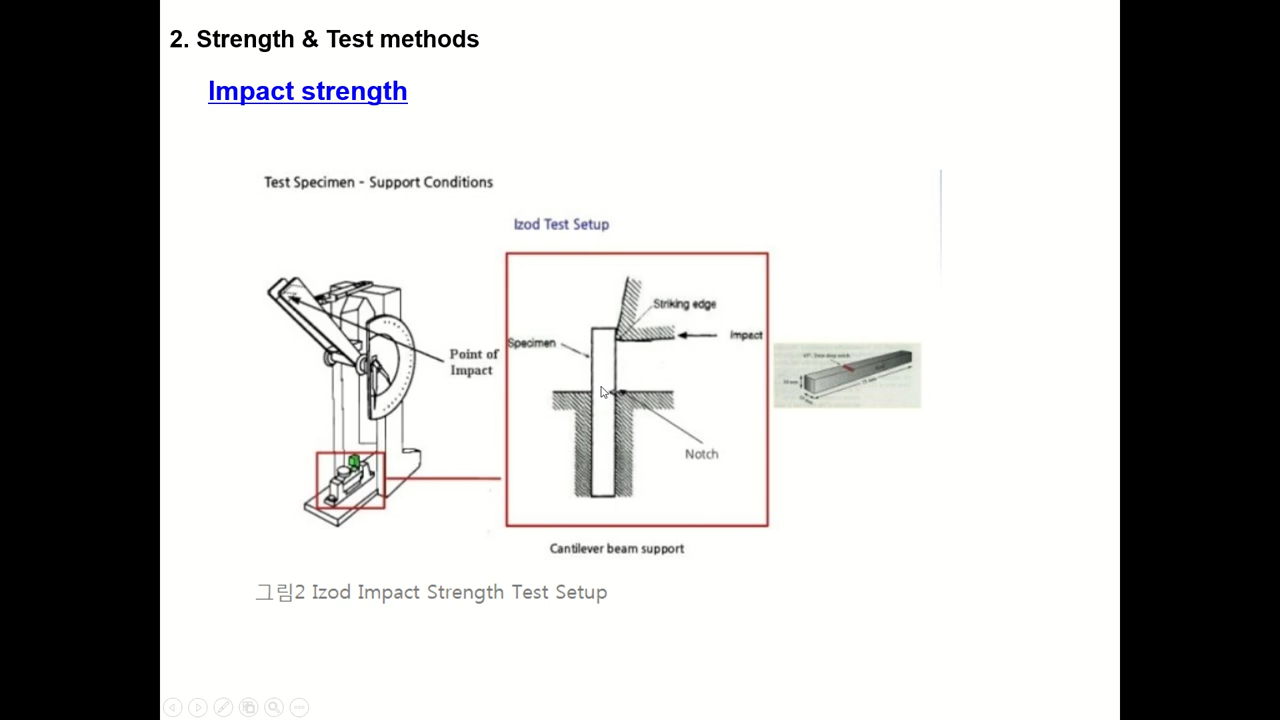 2. Strength & Test methods
Impact strength
Test Specimen - Support Conditions
Izod Test Setup
Striking edge
Impact
Specimen
Point of
Impact
Notch
Cantilever beam support
그림2 Izod Impact Strength Test Setup